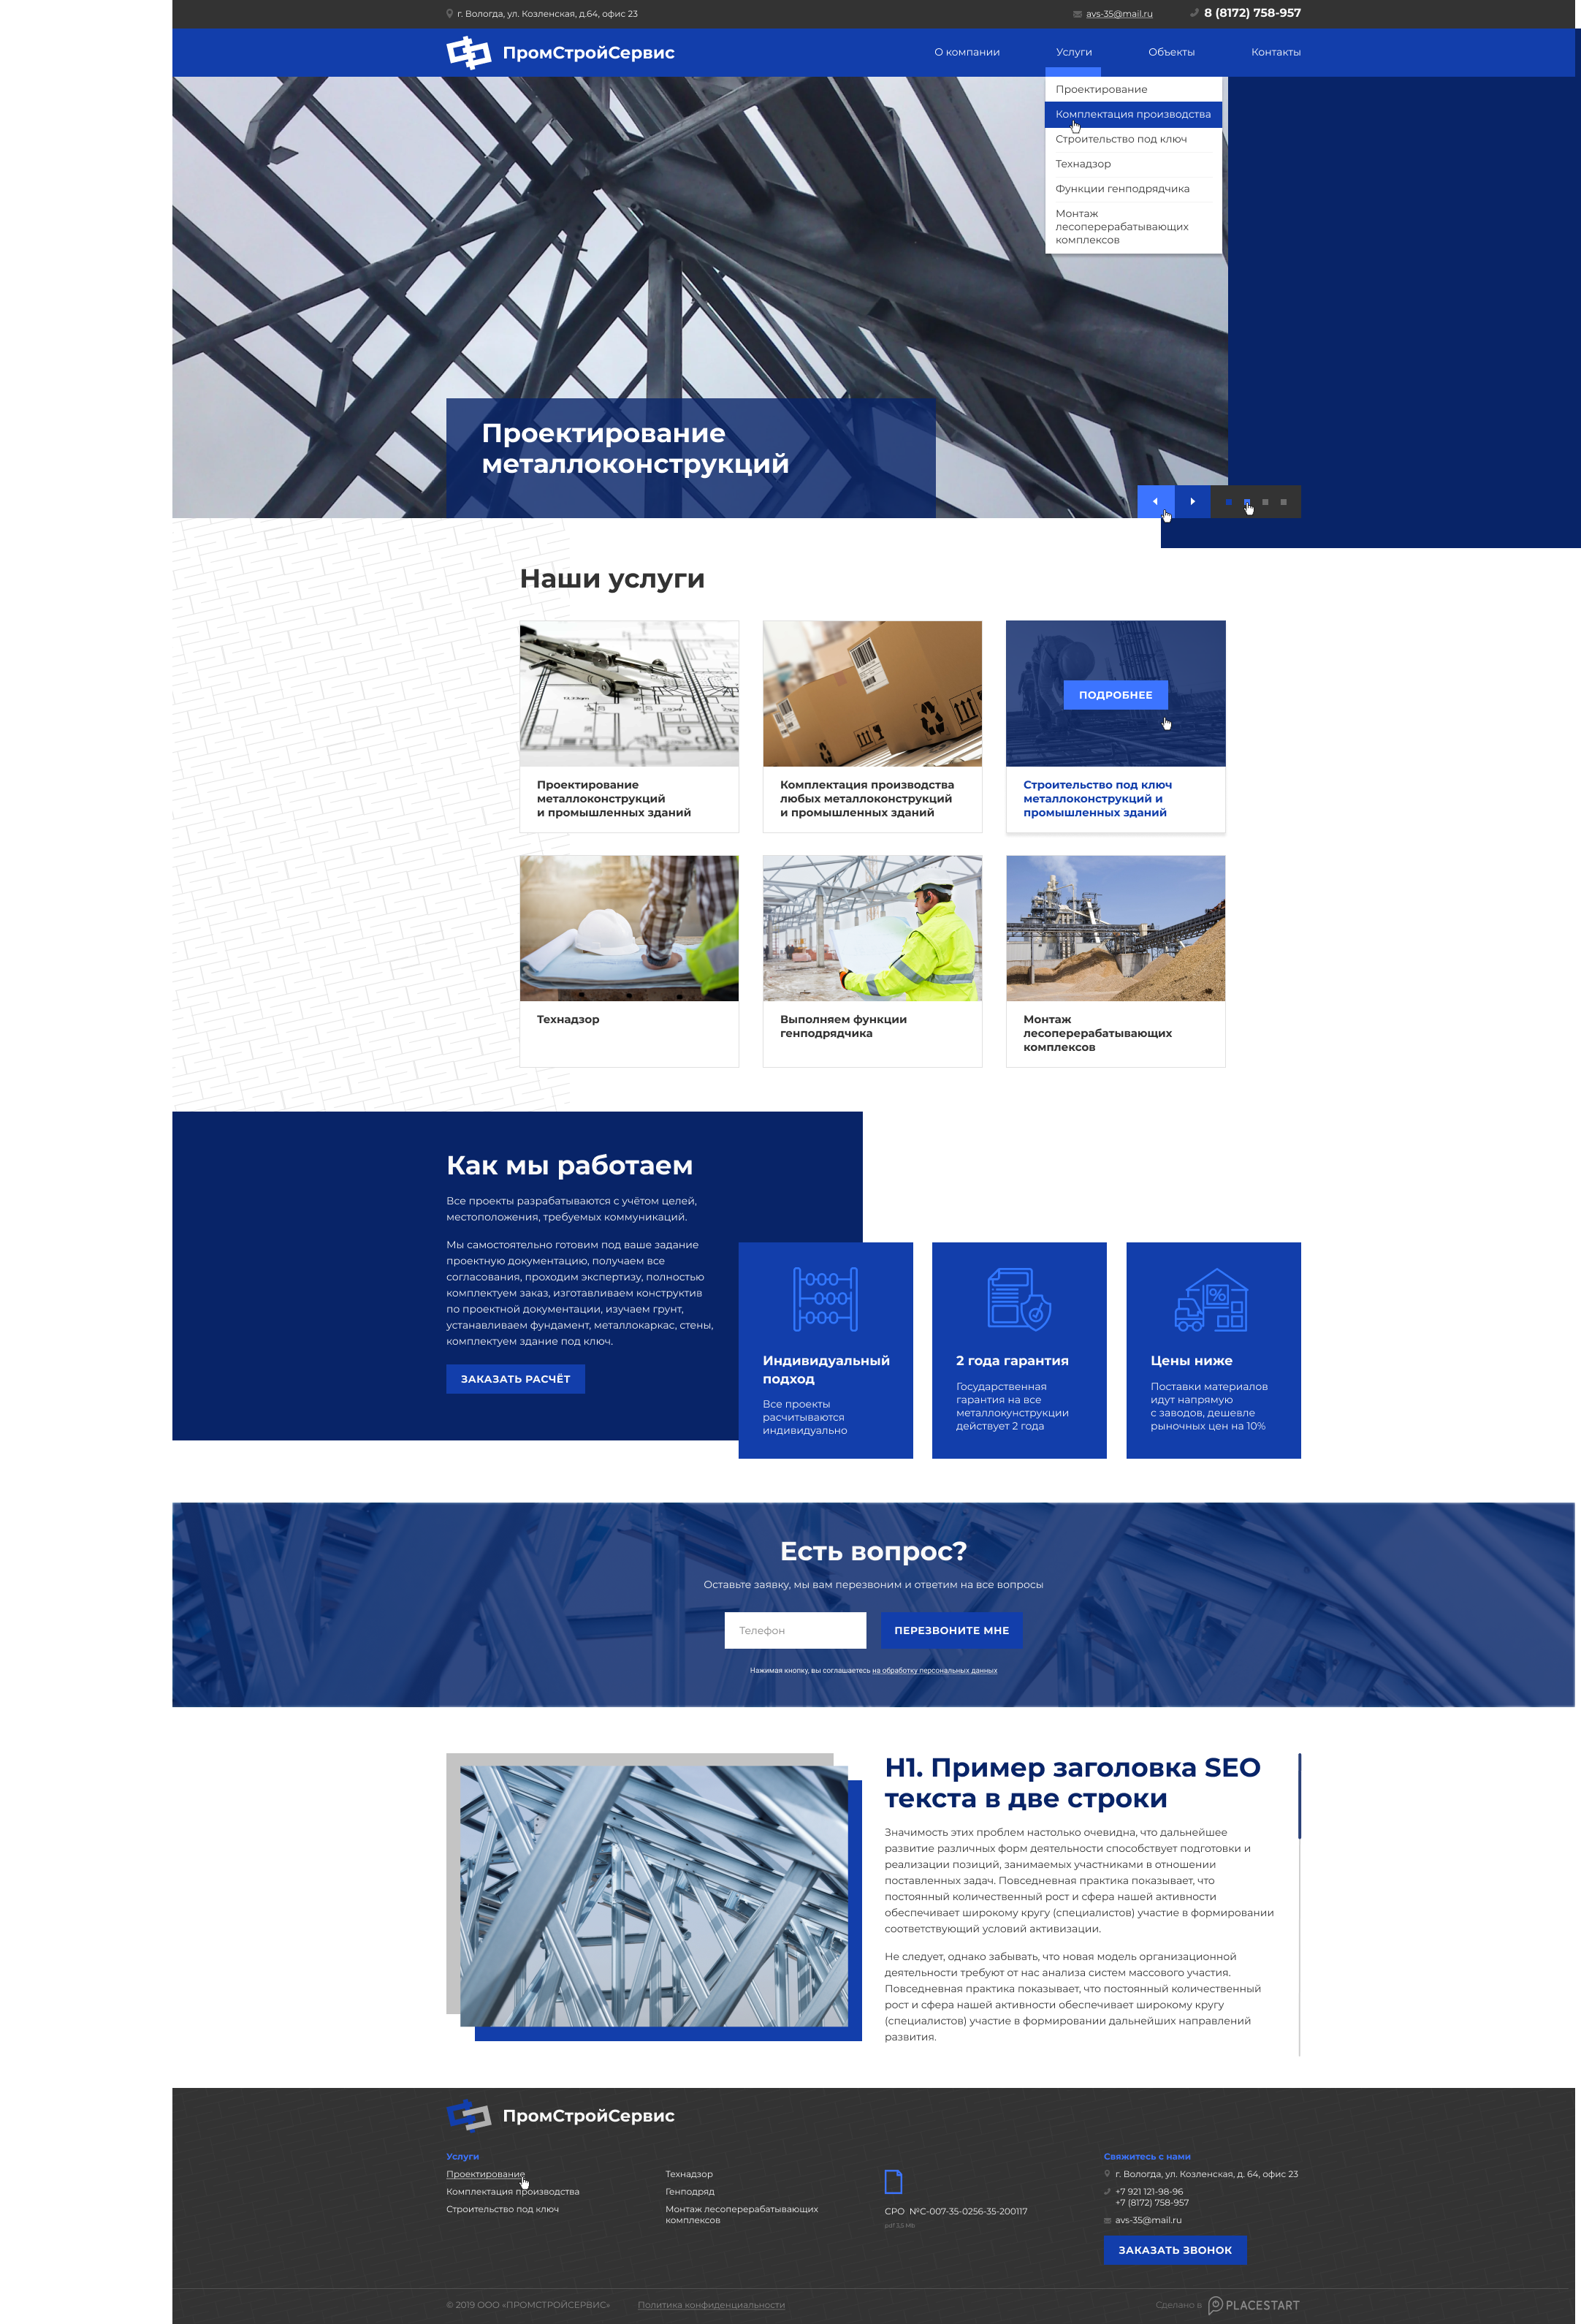 г. Вологда, ул. Козленская, д.64, офис 23
avs-35@mail.ru
8 (8172) 758-957
ПромСтройСервис
О компании
Услуги
Объекты
Контакты
Проектирование
Комплектация производства
Строительство под ключ
Технадзор
Функции генподрядчика
Монтаж
лесоперерабатывающих
комплексов
Проектирование
металлоконструкций
Наши услуги
Проектирование
металлоконструкций
и промышленных зданий
Комплектация производства
любых металлоконструкций
и промышленных зданий
ПОДРОБНЕЕ
Строительство под ключ
металлоконструкций и
промышленных зданий
Технадзор
Выполняем функции
генподрядчика
Монтаж
лесоперерабатывающих
комплексов
Как мы работаем
Все проекты разрабатываются с учётом целей,
местоположения, требуемых коммуникаций.
Мы самостоятельно готовим под ваше задание
проектную документацию, получаем все
согласования, проходим экспертизу, полностью
комплектуем заказ, изготавливаем конструктив
по проектной документации, изучаем грунт,
устанавливаем фундамент, металлокаркас, стены,
комплектуем здание под ключ.
ЗАКАЗАТЬ РАСЧЁТ
Индивидуальный
подход
Все проекты
расчитываются
индивидуально
2 года гарантия
Государственная
гарантия на все
металлокунструкции
действует 2 года
%
Цены ниже
Поставки материалов
идут напрямую
с заводов, дешевле
рыночных цен на 10%
Есть вопрос?
Оставьте заявку, мы вам перезвоним и ответим на все вопросы
Телефон
ПЕРЕЗВОНИТЕ МНЕ
Нажимая кнопку, вы соглашаетесь на обработку персональных данных
Н1. Пример заголовка SEO
текста в две строки
Значимость этих проблем настолько очевидна, что дальнейшее
развитие различных форм деятельности способствует подготовки и
реализации позиций, занимаемых участниками в отношении
поставленных задач. Повседневная практика показывает, что
постоянный количественный рост и сфера нашей активности
обеспечивает широкому кругу (специалистов) участие в формировании
соответствующий условий активизации.
Не следует, однако забывать, что новая модель организационной
деятельности требуют от нас анализа систем массового участия.
Повседневная практика показывает, что постоянный количественный
рост и сфера нашей активности обеспечивает широкому кругу
(специалистов) участие в формировании дальнейших направлений
развития.
ПромСтройСервис
Услуги
Проектирование
Комплектация производства
Строительство под ключ
Технадзор
Генподряд
Монтаж лесоперерабатывающих
комплексов
СРО №С-007-35-0256-35-200117
pdf 3,5 Mb
Свяжитесь с нами
г. Вологда, ул. Козленская, д. 64, офис 23
+7 921 121-98-96
+7 (8172) 758-957
avs-35@mail.ru
ЗАКАЗАТЬ ЗВОНОК
© 2019 ООО «ПРОМСТРОЙСЕРВИС»
Политика конфиденциальности
Сделано в PLACESTART